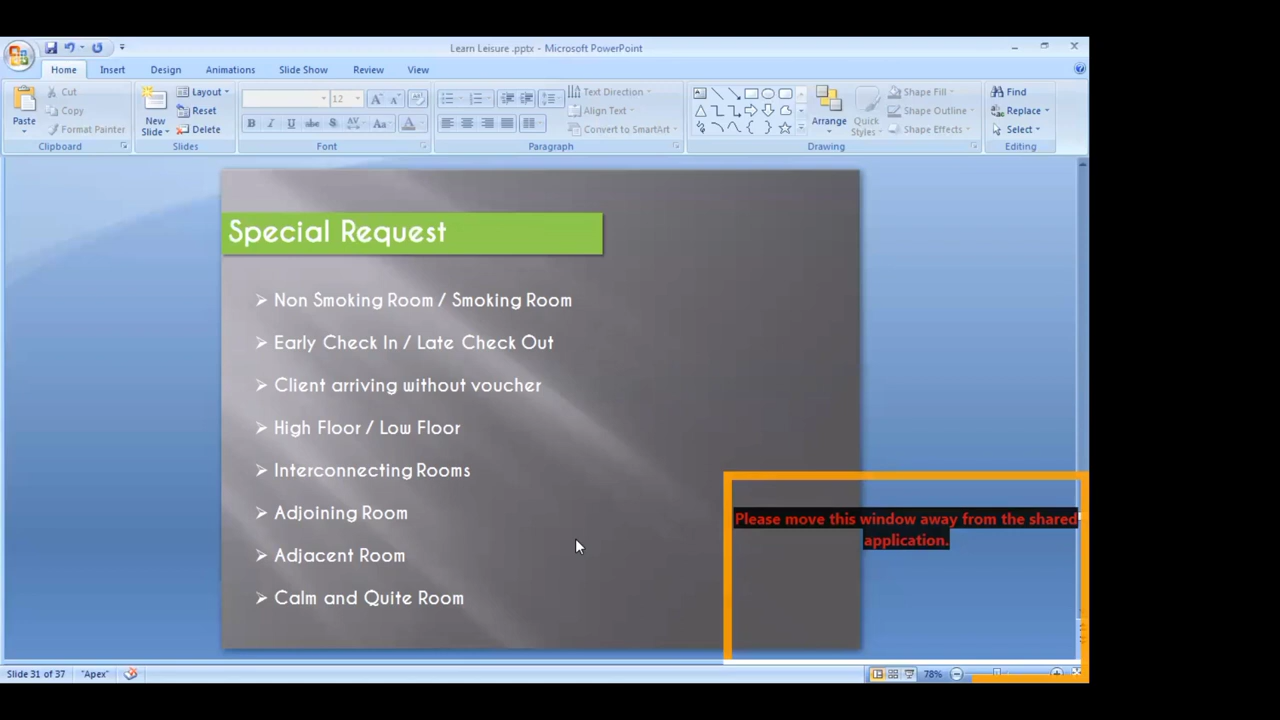 Learn Leisure .pptx - Microsoft PowerPoint
Home Insert Design Animations Slide Show Review View
Paste
Cut
Copy
Format Painter
Clipboard
New Slide
Layout
Reset
Delete
Slides
12
B I U abc S AV Aa A
Font
Text Direction
Align Text
Convert to SmartArt
Paragraph
Arrange
Quick Styles
Shape Fill
Shape Outline
Shape Effects
Drawing
Find
Replace
Select
Editing
Special Request
Non Smoking Room / Smoking Room
Early Check In / Late Check Out
Client arriving without voucher
High Floor / Low Floor
Interconnecting Rooms
Adjoining Room
Adjacent Room
Calm and Quite Room
Please move this window away from the shared
application.
Slide 31 of 37 "Apex" 78%